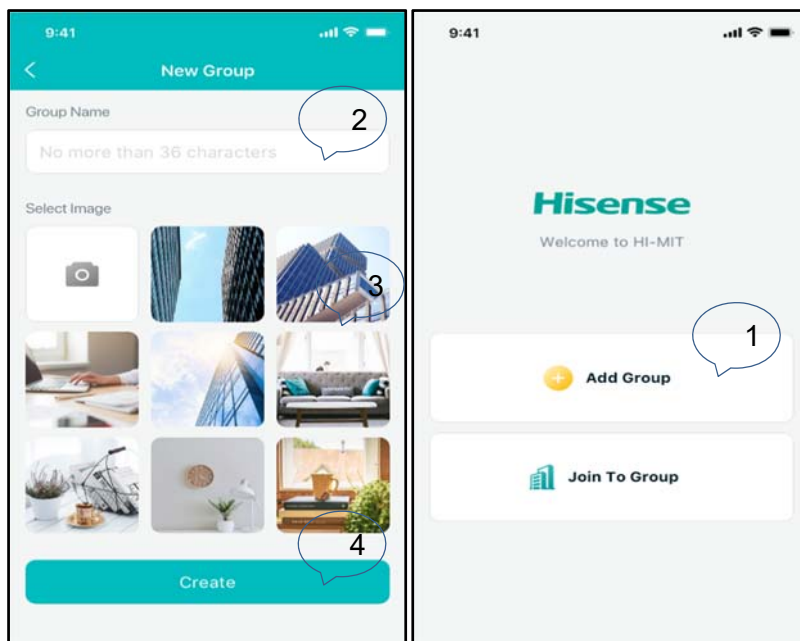 9:41
New Group
Group Name
2
No more than 36 characters
Select Image
3
4
Create
9:41
Hisense
Welcome to HI-MIT
1
Add Group
Join To Group